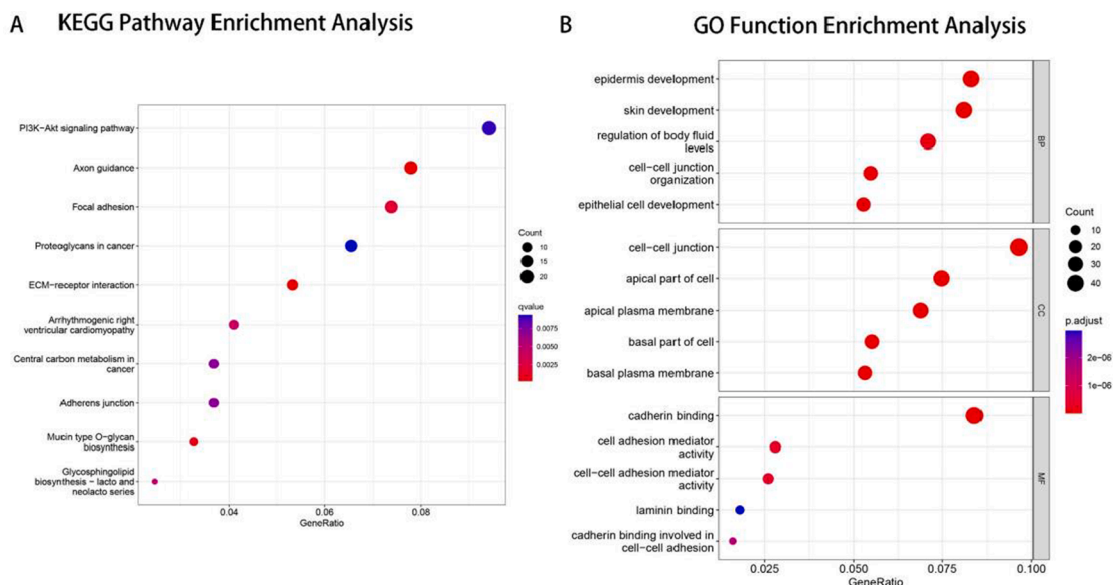 A
KEGG Pathway Enrichment Analysis
PI3K-Akt signaling pathway
Axon guidance
Focal adhesion
Proteoglycans in cancer
ECM-receptor interaction
Arrhythmogenic right
ventricular cardiomyopathy
Central carbon metabolism in
cancer
Adherens junction
Mucin type O-glycan
biosynthesis
Glycosphingolipid
biosynthesis - lacto and
neolacto series
0.04
0.06
0.08
GeneRatio
Count
10
15
20
qvalue
0.0075
0.0050
0.0025
B
GO Function Enrichment Analysis
epidermis development
skin development
regulation of body fluid
levels
cell-cell junction
organization
epithelial cell development
BP
cell-cell junction
apical part of cell
apical plasma membrane
basal part of cell
basal plasma membrane
CC
cadherin binding
cell adhesion mediator
activity
cell-cell adhesion mediator
activity
laminin binding
cadherin binding involved in
cell-cell adhesion
MF
0.025
0.050
0.075
0.100
GeneRatio
Count
10
20
30
40
p.adjust
2e-06
1e-06